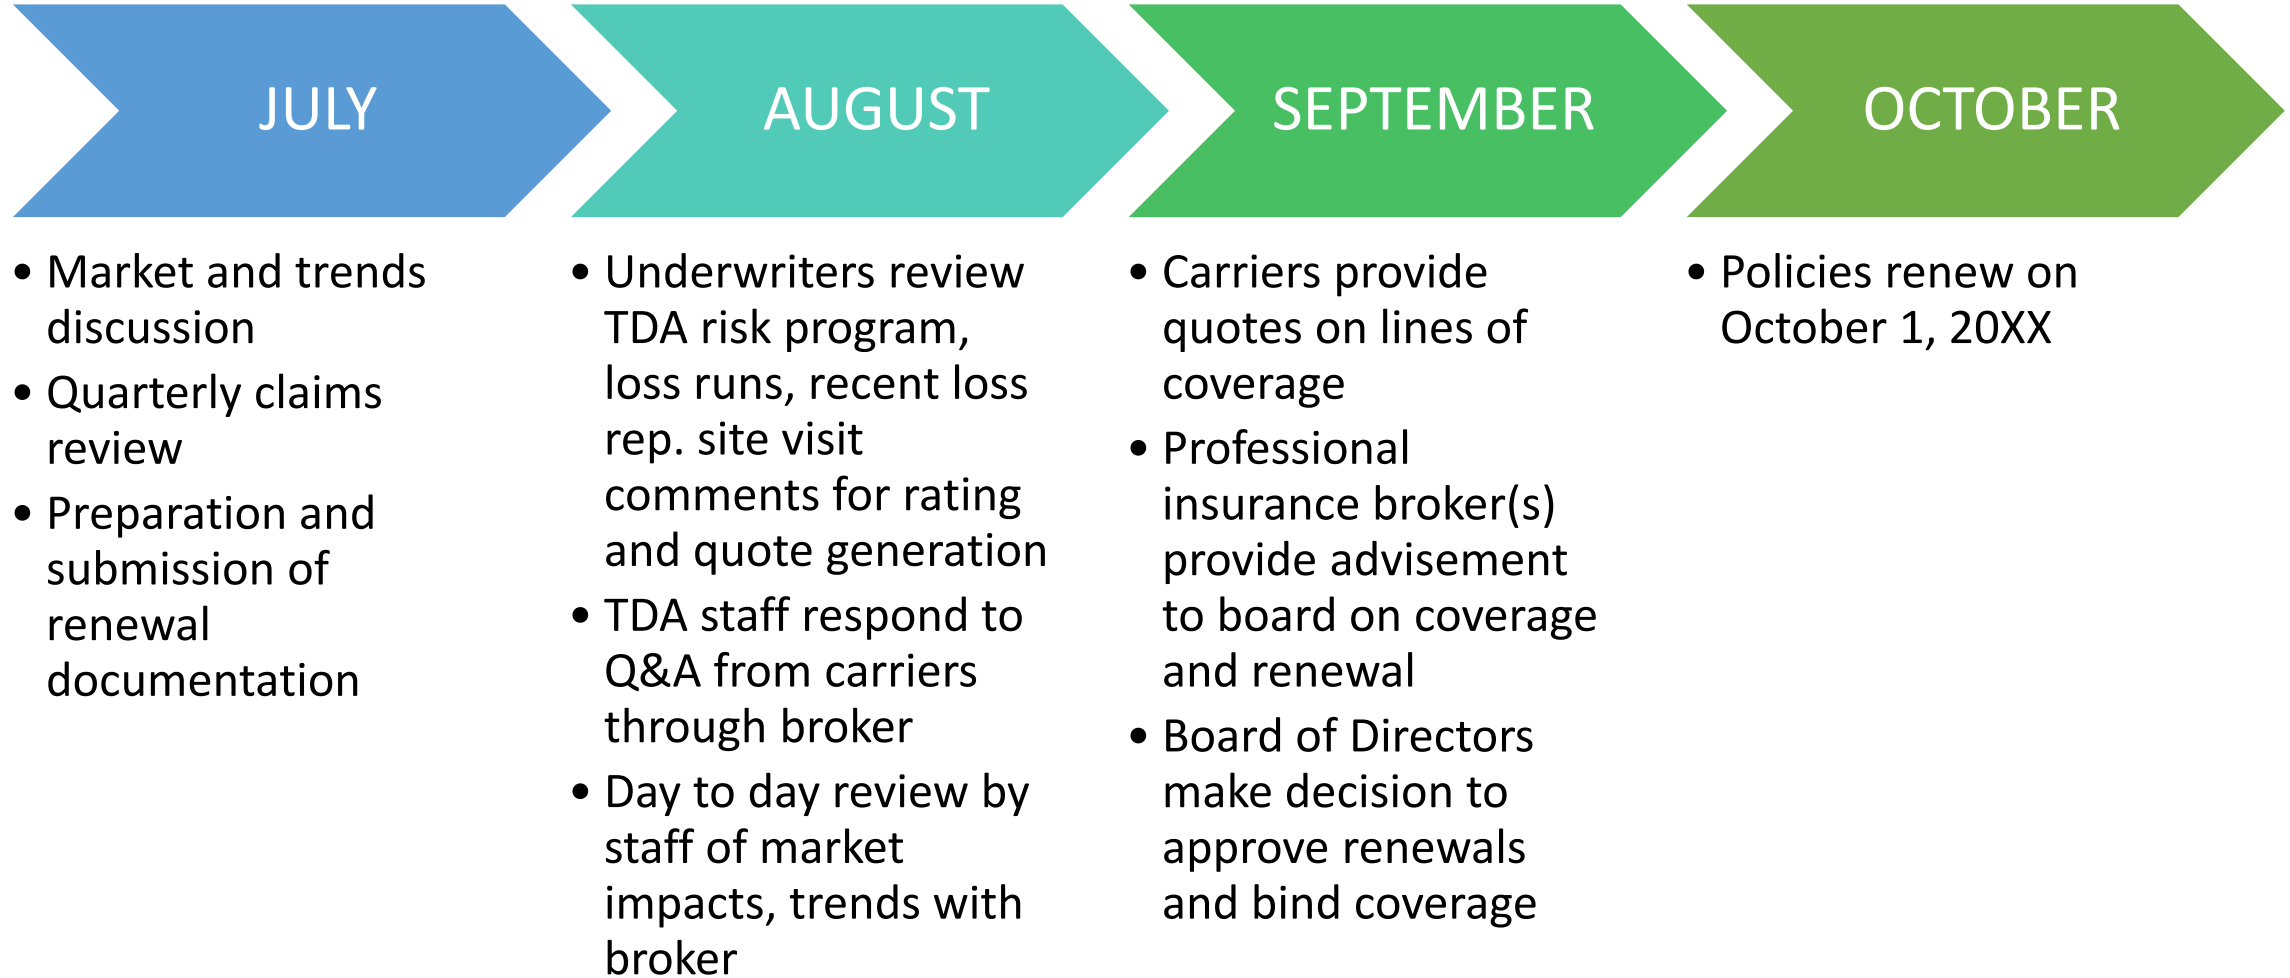 JULY
• Market and trends
discussion
• Quarterly claims
review
• Preparation and
submission of
renewal
documentation
AUGUST
• Underwriters review
TDA risk program,
loss runs, recent loss
rep. site visit
comments for rating
and quote generation
• TDA staff respond to
Q&A from carriers
through broker
• Day to day review by
staff of market
impacts, trends with
broker
SEPTEMBER
• Carriers provide
quotes on lines of
coverage
• Professional
insurance broker(s)
provide advisement
to board on coverage
and renewal
• Board of Directors
make decision to
approve renewals
and bind coverage
OCTOBER
• Policies renew on
October 1, 20XX